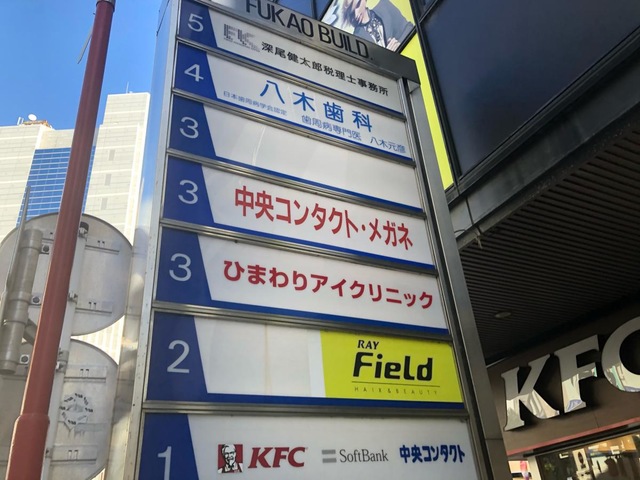 FUKAO BUILD.
5
FK 深尾健太郎税理士事務所
4
八木歯科
日本歯周病学会認定 歯周病専門医 八木元彦
3
3
中央コンタクト・メガネ
3
ひまわりアイクリニック
2
RAY
Field
HAIR & BEAUTY
1
KFC SoftBank 中央コンタクト
KFC